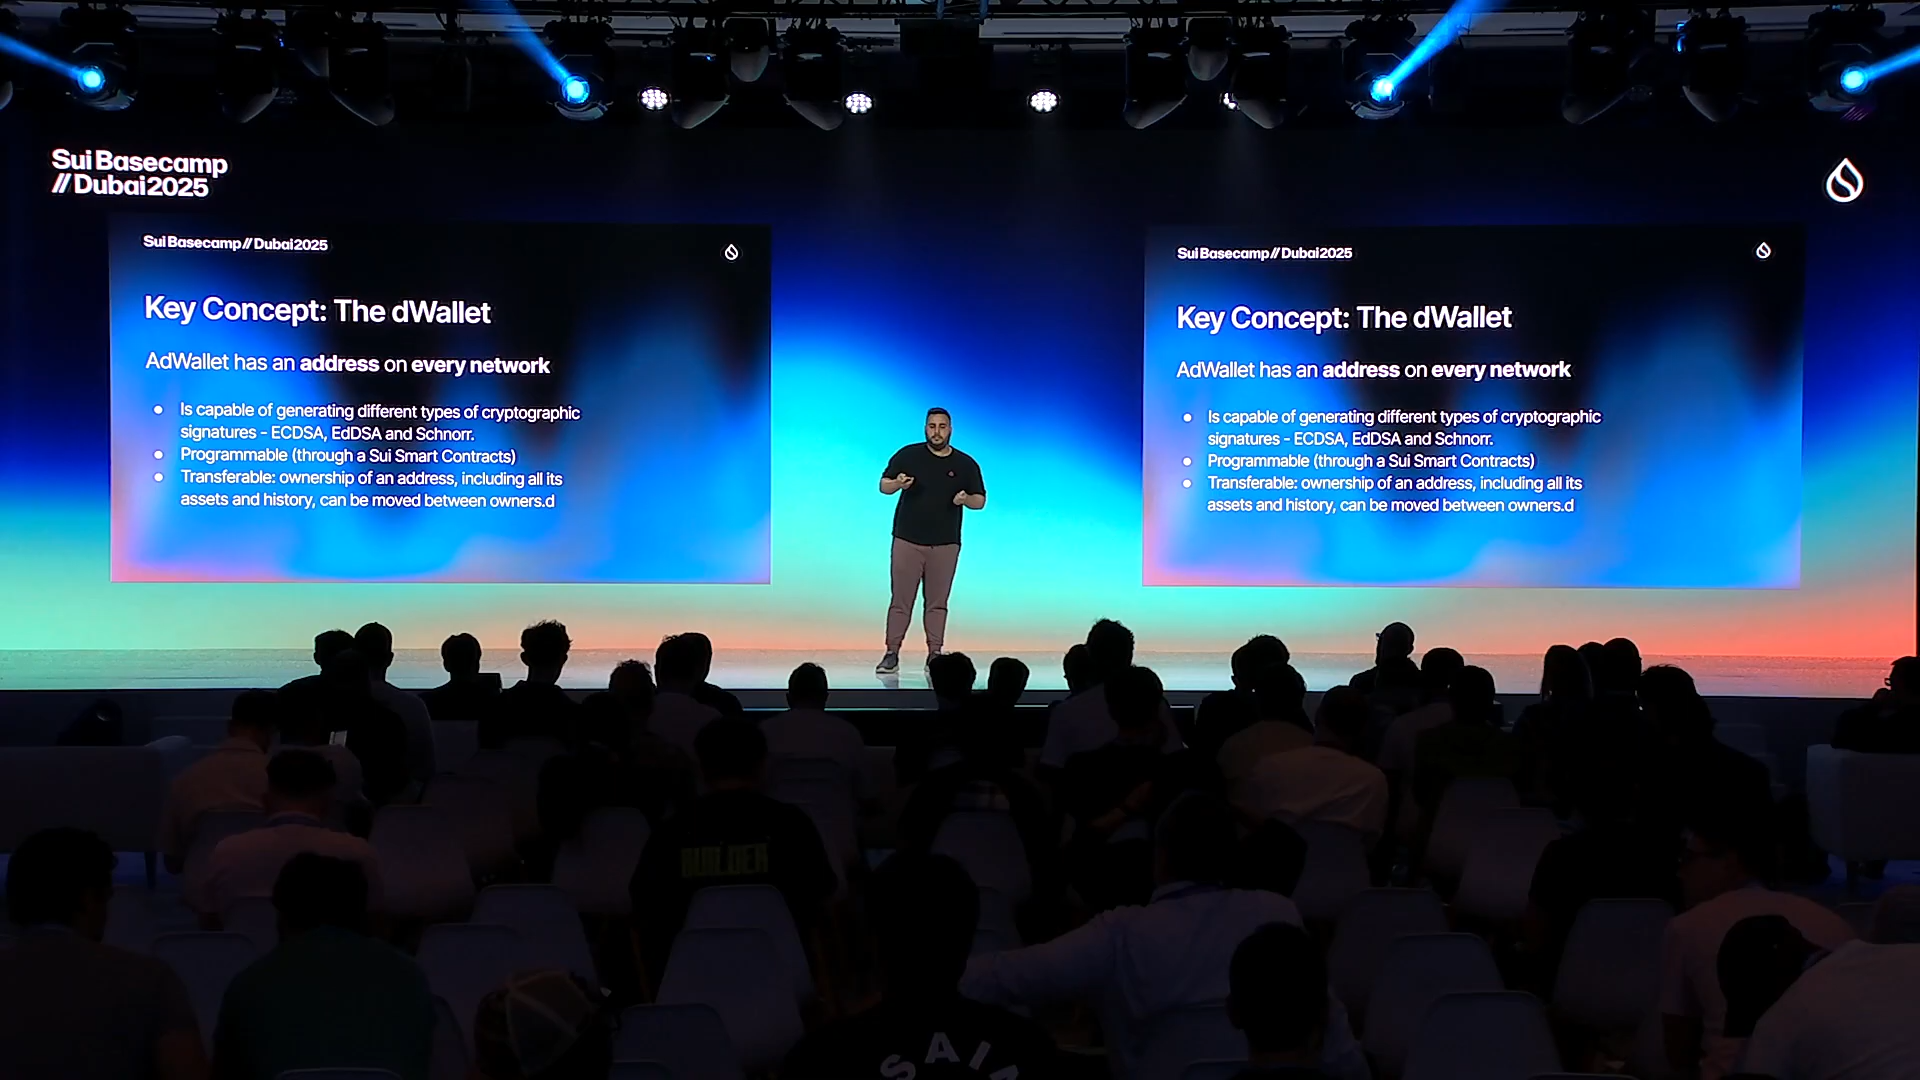 Sui Basecamp
// Dubai 2025
Sui Basecamp // Dubai 2025
Key Concept: The dWallet
AdWallet has an address on every network
● Is capable of generating different types of cryptographic
signatures - ECDSA, EdDSA and Schnorr.
● Programmable (through a Sui Smart Contracts)
● Transferable: ownership of an address, including all its
assets and history, can be moved between owners.d
Sui Basecamp // Dubai 2025
Key Concept: The dWallet
AdWallet has an address on every network
● Is capable of generating different types of cryptographic
signatures - ECDSA, EdDSA and Schnorr.
● Programmable (through a Sui Smart Contracts)
● Transferable: ownership of an address, including all its
assets and history, can be moved between owners.d
BUILDER